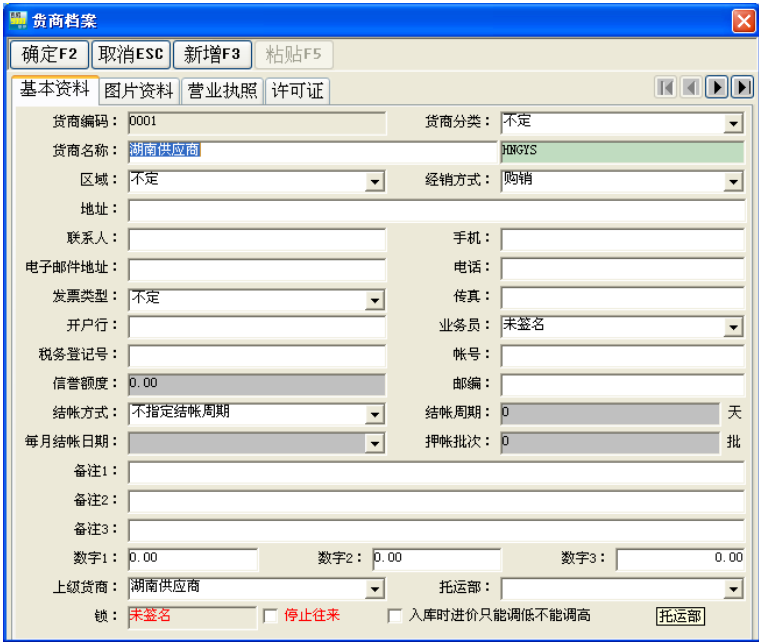 货商档案
确定F2 取消ESC 新增F3 粘贴F5
基本资料 图片资料 营业执照 许可证
货商编码： 0001 货商分类： 不定
货商名称： 湖南供应商 HNGYS
区域： 不定 经销方式： 购销
地址：
联系人： 手机：
电子邮件地址： 电话：
发票类型： 不定 传真：
开户行： 业务员： 未签名
税务登记号： 帐号：
信誉额度： 0.00 邮编：
结帐方式： 不指定结帐周期 结帐周期： 0 天
每月结帐日期： 押帐批次： 0 批
备注1：
备注2：
备注3：
数字1： 0.00 数字2： 0.00 数字3： 0.00
上级货商： 湖南供应商 托运部：
锁： 未签名 停止往来 入库时进价只能调低不能调高 托运部